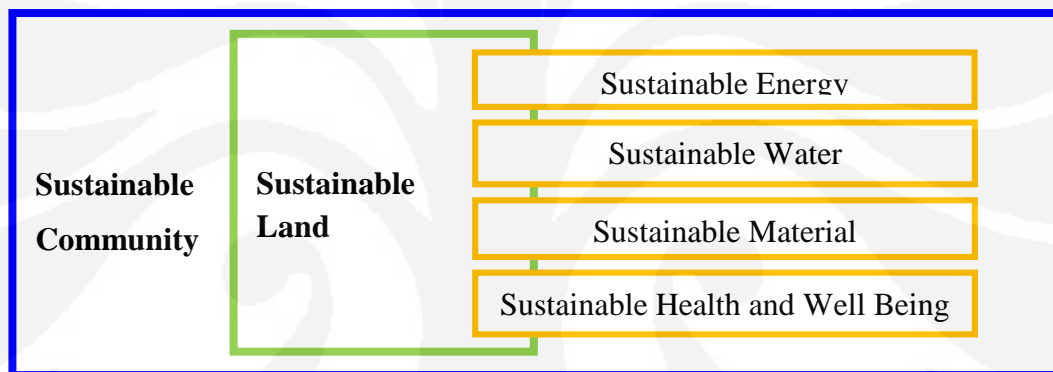 Sustainable
Community
Sustainable
Land
Sustainable Energy
Sustainable Water
Sustainable Material
Sustainable Health and Well Being